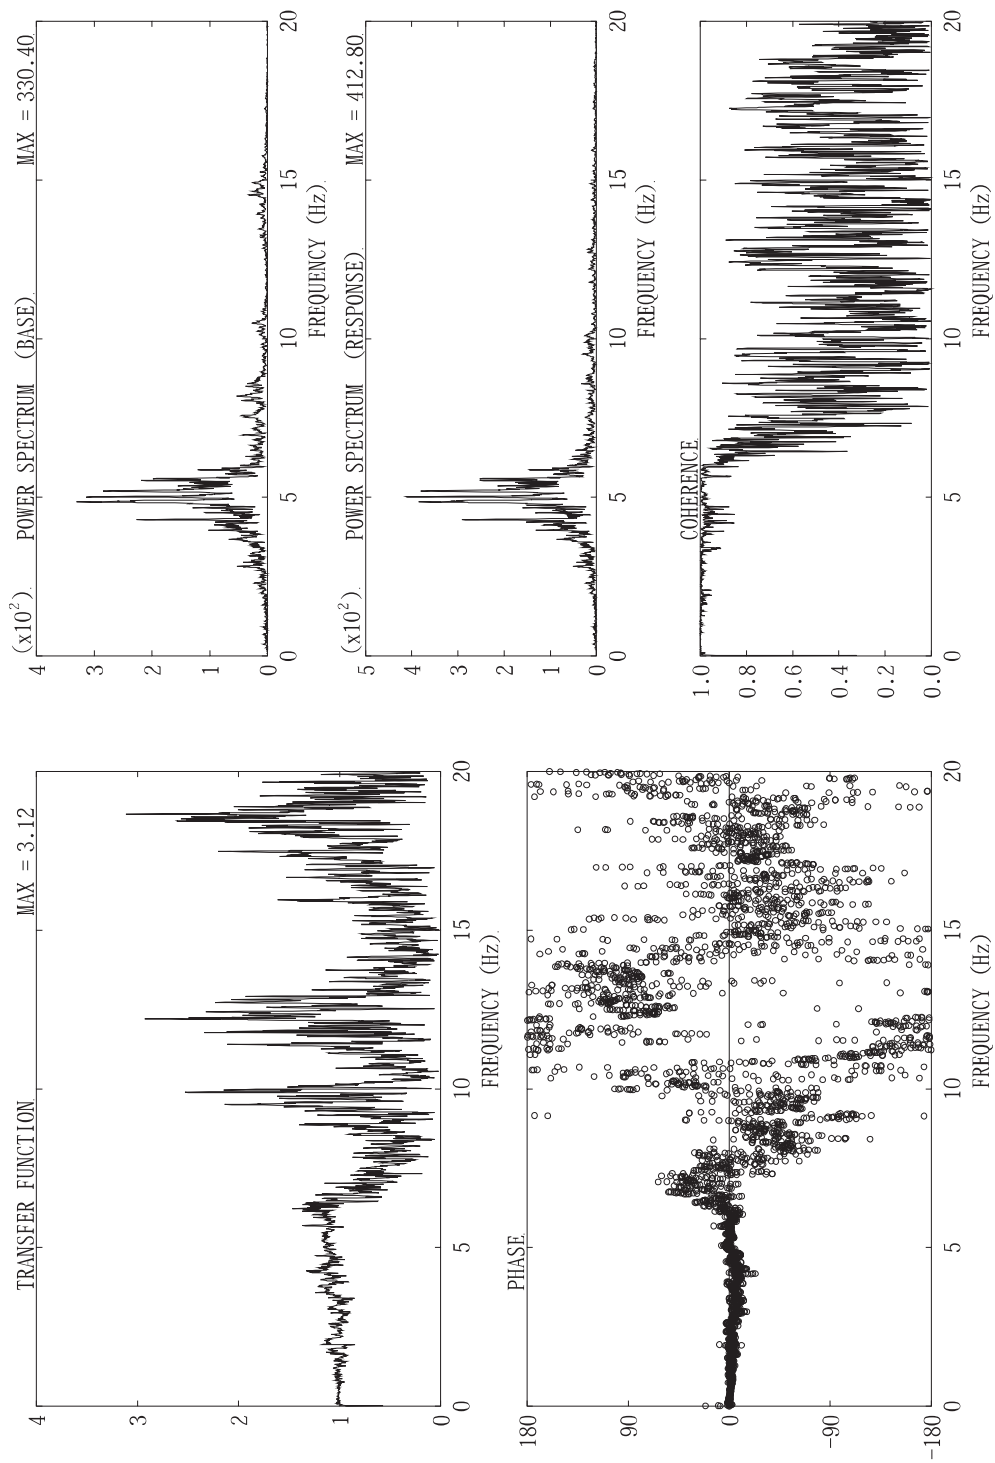 TRANSFER FUNCTION MAX = 3.12
4
3
2
1
0
0 5 10 15 20
FREQUENCY (Hz).
PHASE.
180
90
0
-90
-180
0 5 10 15 20
FREQUENCY (Hz)
(x10²). POWER SPECTRUM (BASE). MAX = 330.40
4
3
2
1
0
0 5 10 15 20
FREQUENCY (Hz).
(x10²). POWER SPECTRUM (RESPONSE). MAX = 412.80
5
4
3
2
1
0
0 5 10 15 20
FREQUENCY (Hz).
COHERENCE.
1.0
0.8
0.6
0.4
0.2
0.0
0 5 10 15 20
FREQUENCY (Hz)